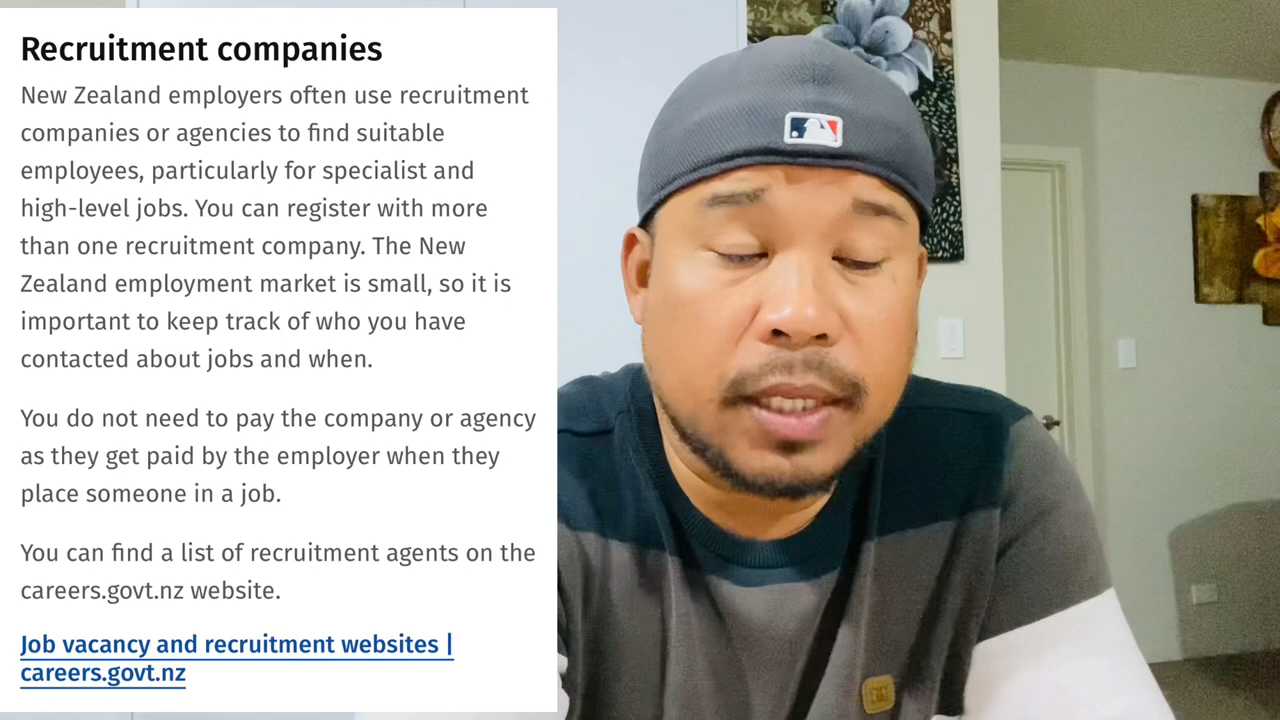 Recruitment companies
New Zealand employers often use recruitment
companies or agencies to find suitable
employees, particularly for specialist and
high-level jobs. You can register with more
than one recruitment company. The New
Zealand employment market is small, so it is
important to keep track of who you have
contacted about jobs and when.
You do not need to pay the company or agency
as they get paid by the employer when they
place someone in a job.
You can find a list of recruitment agents on the
careers.govt.nz website.
Job vacancy and recruitment websites |
careers.govt.nz